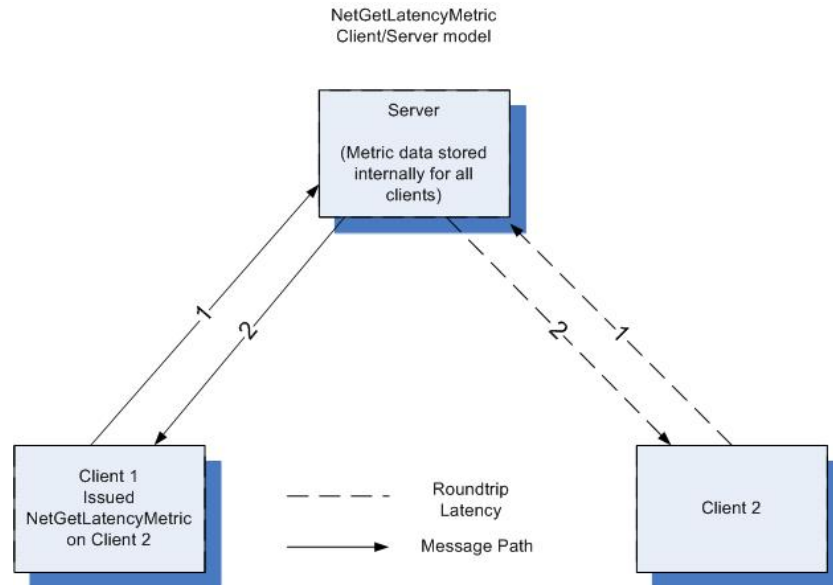 NetGetLatencyMetric
Client/Server model
Server
(Metric data stored
internally for all
clients)
1
2
2
1
Client 1
Issued
NetGetLatencyMetric
on Client 2
Roundtrip
Latency
Message Path
Client 2